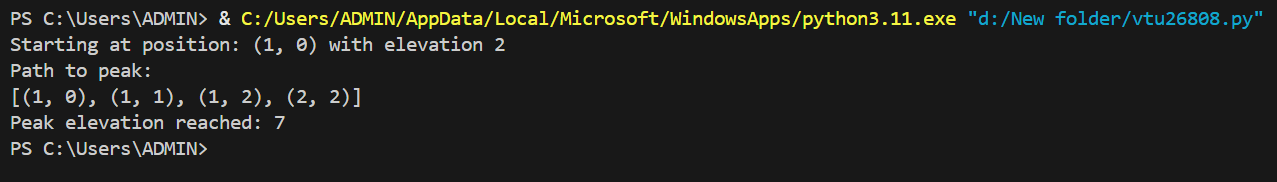 PS C:\Users\ADMIN> & C:/Users/ADMIN/AppData/Local/Microsoft/WindowsApps/python3.11.exe "d:/New folder/vtu26808.py"
Starting at position: (1, 0) with elevation 2
Path to peak:
[(1, 0), (1, 1), (1, 2), (2, 2)]
Peak elevation reached: 7
PS C:\Users\ADMIN>